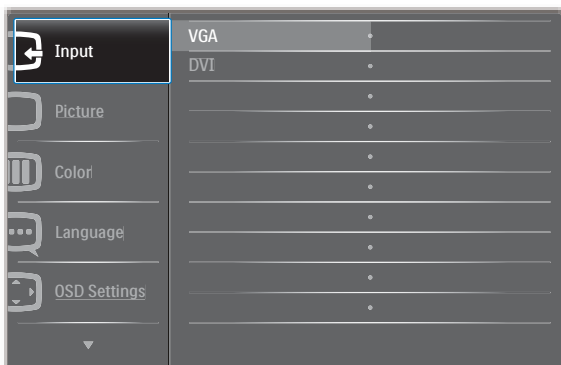 Input
VGA
DVI
Picture
Color
Language
OSD Settings